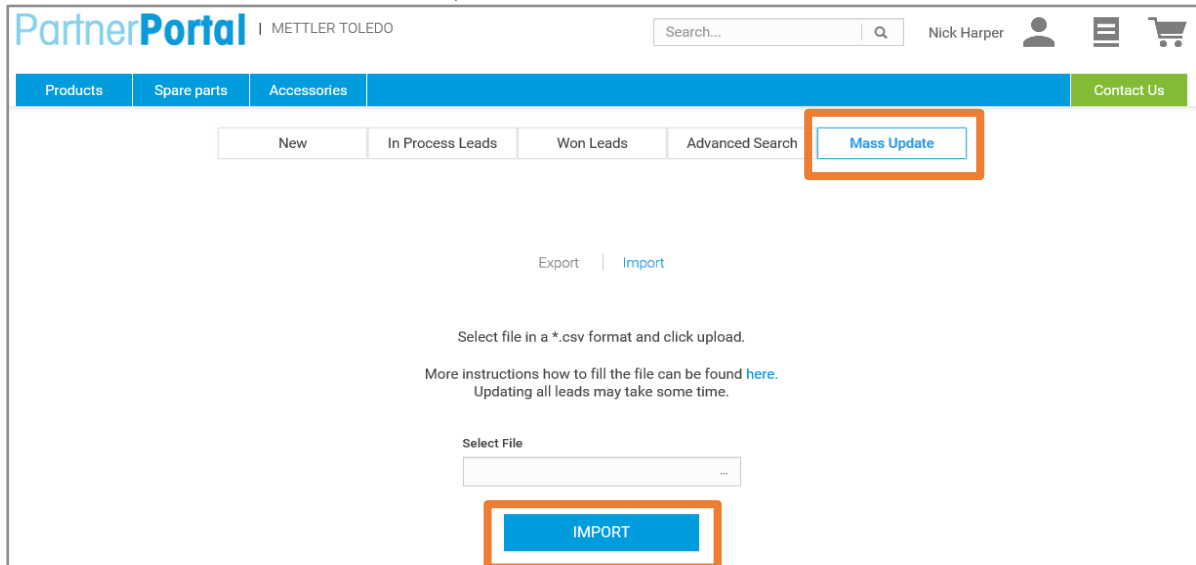 PartnerPortal | METTLER TOLEDO Search... Nick Harper
Products Spare parts Accessories Contact Us
New In Process Leads Won Leads Advanced Search Mass Update
Export | Import
Select file in a *.csv format and click upload.
More instructions how to fill the file can be found here.
Updating all leads may take some time.
Select File
...
IMPORT